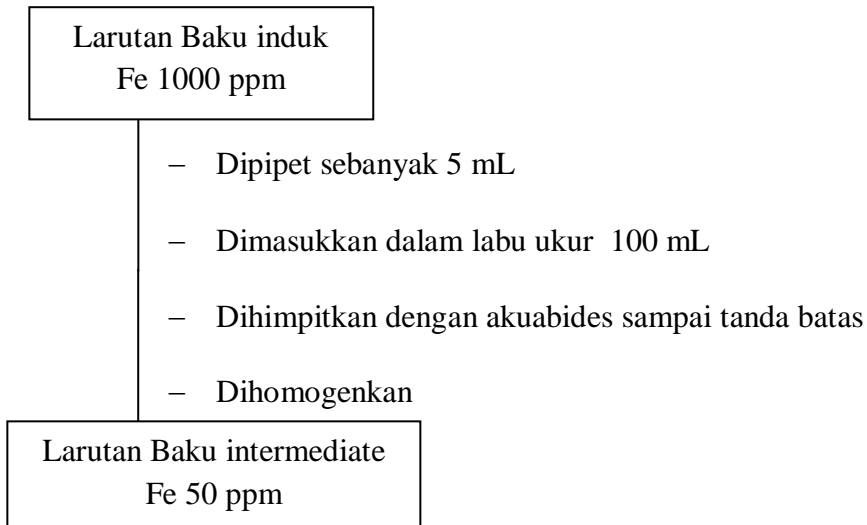 Larutan Baku induk
Fe 1000 ppm
– Dipipet sebanyak 5 mL
– Dimasukkan dalam labu ukur 100 mL
– Dihimpitkan dengan akuabides sampai tanda batas
– Dihomogenkan
Larutan Baku intermediate
Fe 50 ppm